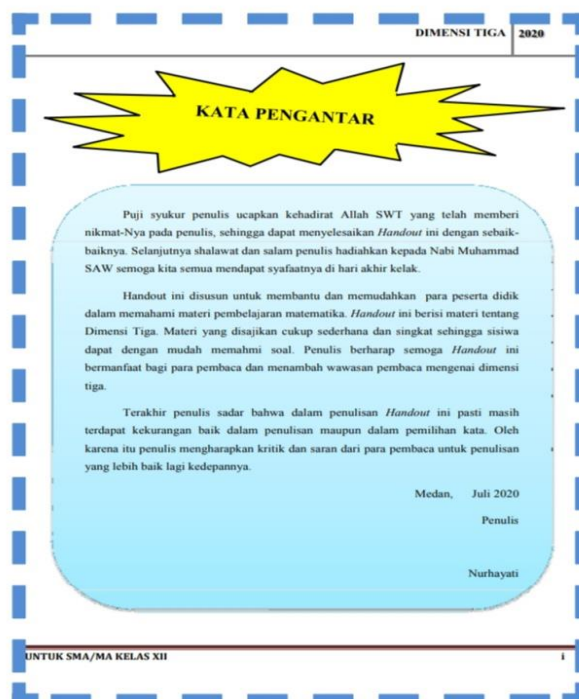 DIMENSI TIGA 2020
KATA PENGANTAR
Puji syukur penulis ucapkan kehadirat Allah SWT yang telah memberi
nikmat-Nya pada penulis, sehingga dapat menyelesaikan Handout ini dengan sebaik-
baiknya. Selanjutnya shalawat dan salam penulis hadiahkan kepada Nabi Muhammad
SAW semoga kita semua mendapat syafaatnya di hari akhir kelak.
Handout ini disusun untuk membantu dan memudahkan para peserta didik
dalam memahami materi pembelajaran matematika. Handout ini berisi materi tentang
Dimensi Tiga. Materi yang disajikan cukup sederhana dan singkat sehingga sisiwa
dapat dengan mudah memahmi soal. Penulis berharap semoga Handout ini
bermanfaat bagi para pembaca dan menambah wawasan pembaca mengenai dimensi
tiga.
Terakhir penulis sadar bahwa dalam penulisan Handout ini pasti masih
terdapat kekurangan baik dalam penulisan maupun dalam pemilihan kata. Oleh
karena itu penulis mengharapkan kritik dan saran dari para pembaca untuk penulisan
yang lebih baik lagi kedepannya.
Medan, Juli 2020
Penulis
Nurhayati
UNTUK SMA/MA KELAS XII i